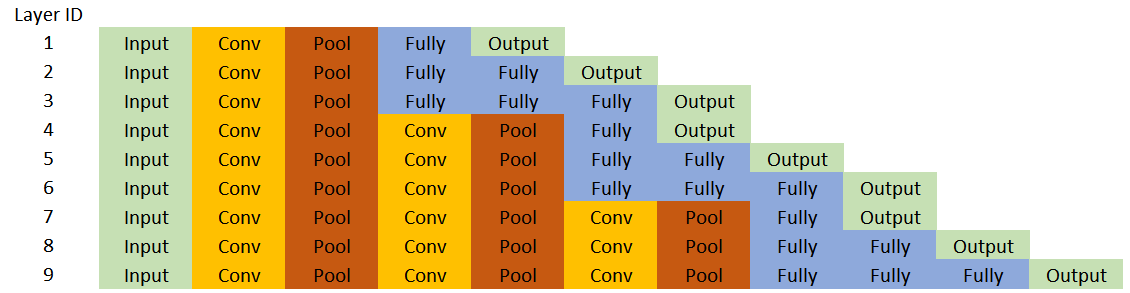 Layer ID
1 Input Conv Pool Fully Output
2 Input Conv Pool Fully Fully Output
3 Input Conv Pool Fully Fully Fully Output
4 Input Conv Pool Conv Pool Fully Output
5 Input Conv Pool Conv Pool Fully Fully Output
6 Input Conv Pool Conv Pool Fully Fully Fully Output
7 Input Conv Pool Conv Pool Conv Pool Fully Output
8 Input Conv Pool Conv Pool Conv Pool Fully Fully Output
9 Input Conv Pool Conv Pool Conv Pool Fully Fully Fully Output